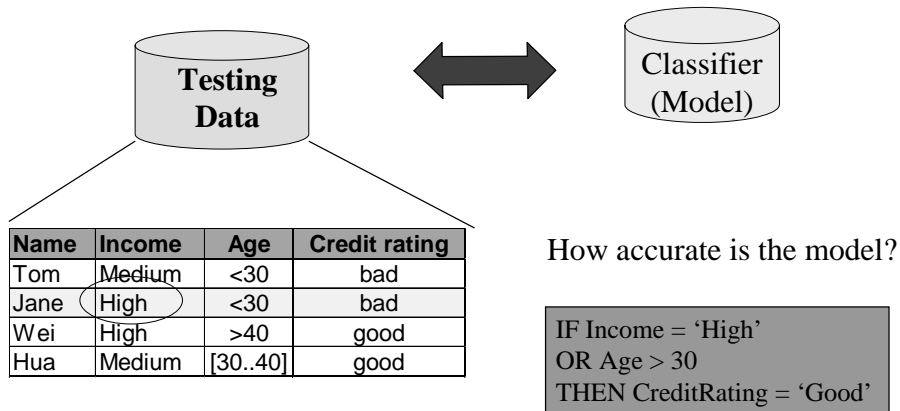 Testing
Data
Classifier
(Model)
Name Income Age Credit rating
Tom Medium <30 bad
Jane High <30 bad
Wei High >40 good
Hua Medium [30..40] good
How accurate is the model?
IF Income = ‘High’
OR Age > 30
THEN CreditRating = ‘Good’